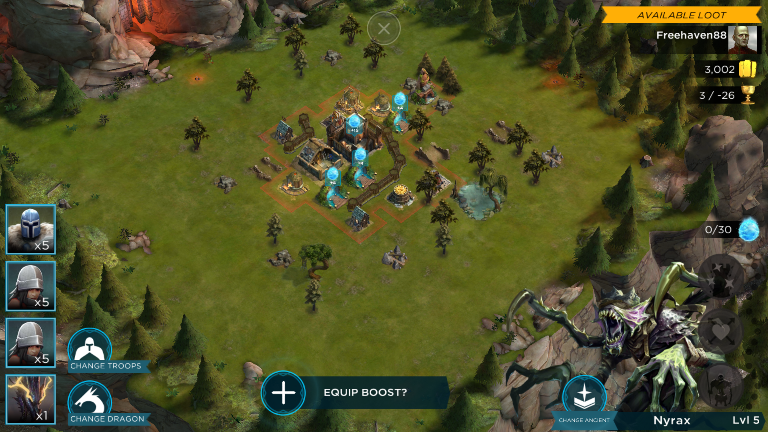 AVAILABLE LOOT
Freehaven88
3,002
3 / -26
0/30
x5
x5
x5
x1
CHANGE TROOPS
CHANGE DRAGON
EQUIP BOOST?
CHANGE ANCIENT
Nyrax Lvl 5